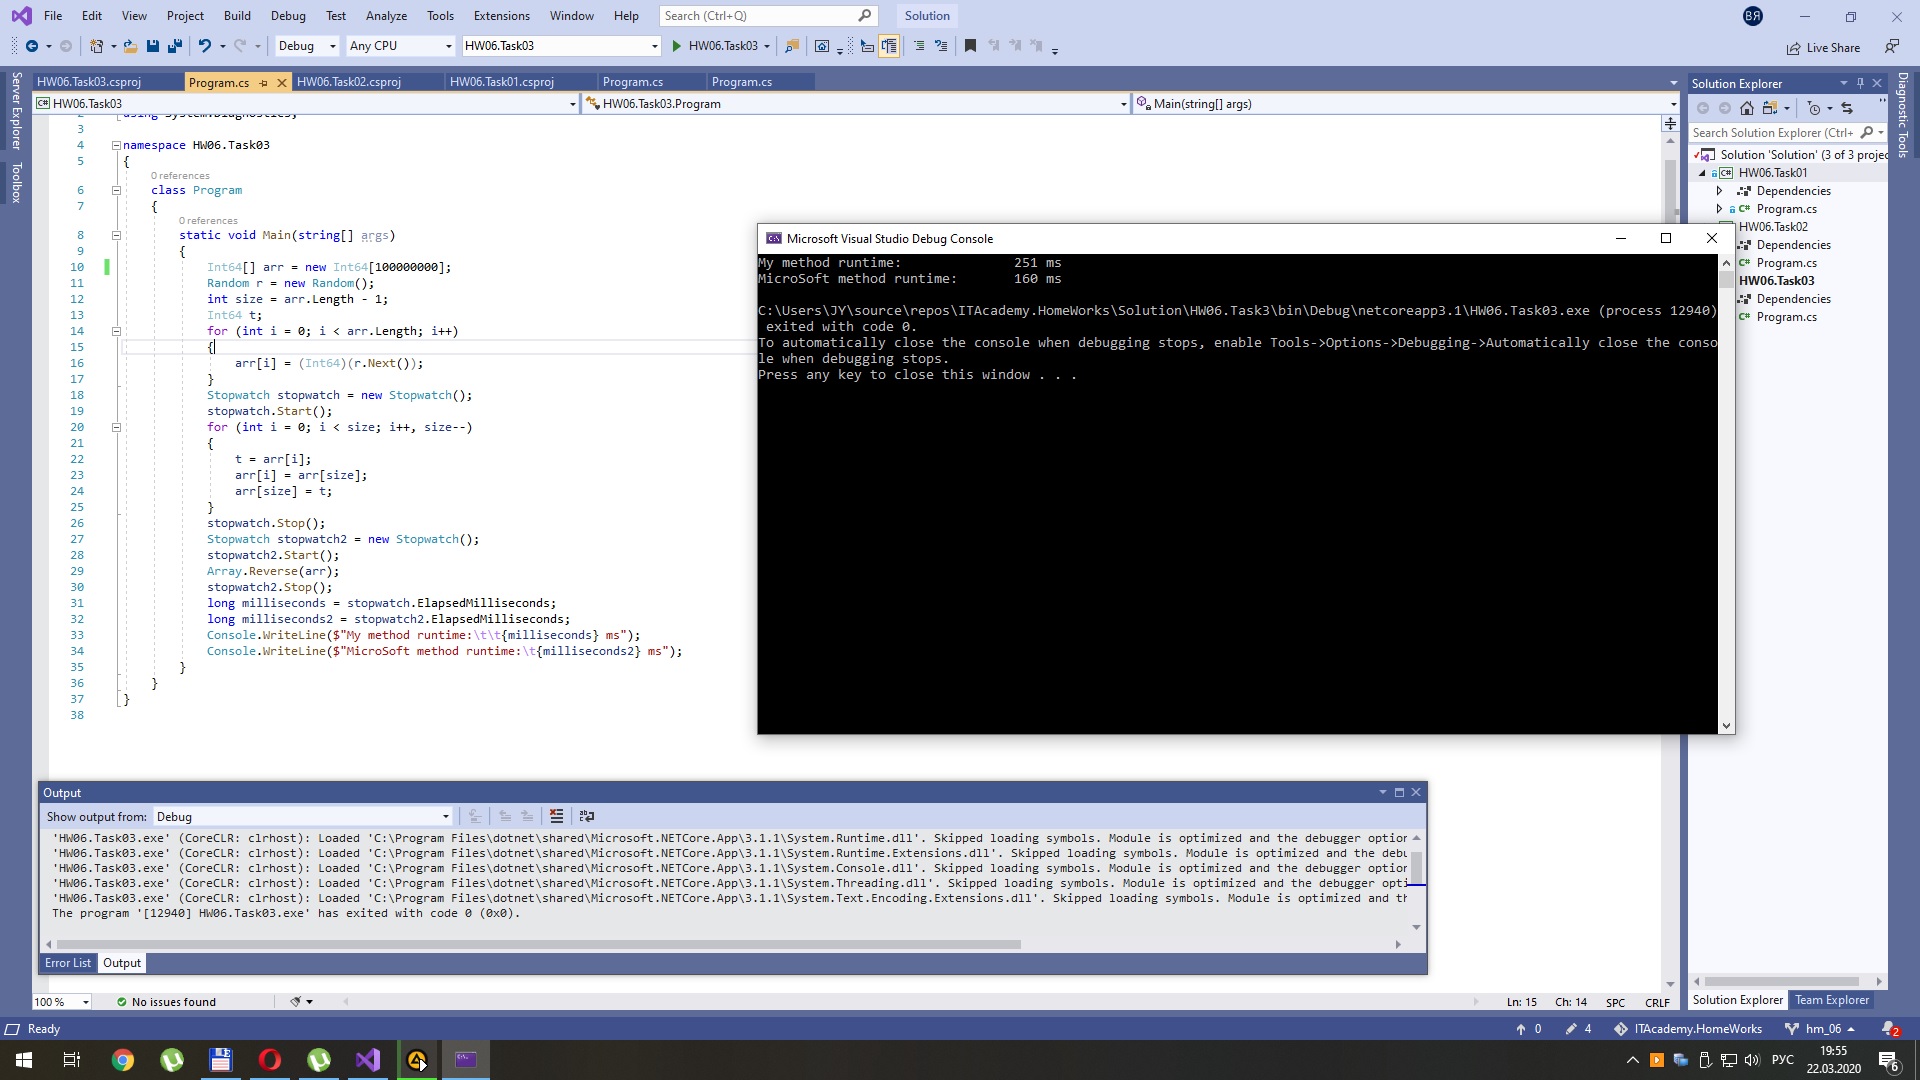 File Edit View Project Build Debug Test Analyze Tools Extensions Window Help Search (Ctrl+Q) Solution ВЯ
Debug Any CPU HW06.Task03 HW06.Task03 Live Share
HW06.Task03.csproj Program.cs HW06.Task02.csproj HW06.Task01.csproj Program.cs Program.cs
HW06.Task03 HW06.Task03.Program Main(string[] args)
Server Explorer
Toolbox
2 using System.Diagnostics;
3
4 namespace HW06.Task03
5 {
0 references
6 class Program
7 {
0 references
8 static void Main(string[] args)
9 {
10 Int64[] arr = new Int64[100000000];
11 Random r = new Random();
12 int size = arr.Length - 1;
13 Int64 t;
14 for (int i = 0; i < arr.Length; i++)
15 {
16 arr[i] = (Int64)(r.Next());
17 }
18 Stopwatch stopwatch = new Stopwatch();
19 stopwatch.Start();
20 for (int i = 0; i < size; i++, size--)
21 {
22 t = arr[i];
23 arr[i] = arr[size];
24 arr[size] = t;
25 }
26 stopwatch.Stop();
27 Stopwatch stopwatch2 = new Stopwatch();
28 stopwatch2.Start();
29 Array.Reverse(arr);
30 stopwatch2.Stop();
31 long milliseconds = stopwatch.ElapsedMilliseconds;
32 long milliseconds2 = stopwatch2.ElapsedMilliseconds;
33 Console.WriteLine($"My method runtime:\t\t{milliseconds} ms");
34 Console.WriteLine($"MicroSoft method runtime:\t{milliseconds2} ms");
35 }
36 }
37 }
38
Microsoft Visual Studio Debug Console
My method runtime: 251 ms
MicroSoft method runtime: 160 ms
C:\Users\JY\source\repos\ITAcademy.HomeWorks\Solution\HW06.Task3\bin\Debug\netcoreapp3.1\HW06.Task03.exe (process 12940)
exited with code 0.
To automatically close the console when debugging stops, enable Tools->Options->Debugging->Automatically close the conso
le when debugging stops.
Press any key to close this window . . .
Solution Explorer
Search Solution Explorer (Ctrl+
Solution 'Solution' (3 of 3 projec
HW06.Task01
Dependencies
Program.cs
HW06.Task02
Dependencies
Program.cs
HW06.Task03
Dependencies
Program.cs
Diagnostic Tools
Output
Show output from: Debug
'HW06.Task03.exe' (CoreCLR: clrhost): Loaded 'C:\Program Files\dotnet\shared\Microsoft.NETCore.App\3.1.1\System.Runtime.dll'. Skipped loading symbols. Module is optimized and the debugger option
'HW06.Task03.exe' (CoreCLR: clrhost): Loaded 'C:\Program Files\dotnet\shared\Microsoft.NETCore.App\3.1.1\System.Runtime.Extensions.dll'. Skipped loading symbols. Module is optimized and the debu
'HW06.Task03.exe' (CoreCLR: clrhost): Loaded 'C:\Program Files\dotnet\shared\Microsoft.NETCore.App\3.1.1\System.Console.dll'. Skipped loading symbols. Module is optimized and the debugger option
'HW06.Task03.exe' (CoreCLR: clrhost): Loaded 'C:\Program Files\dotnet\shared\Microsoft.NETCore.App\3.1.1\System.Threading.dll'. Skipped loading symbols. Module is optimized and the debugger opti
'HW06.Task03.exe' (CoreCLR: clrhost): Loaded 'C:\Program Files\dotnet\shared\Microsoft.NETCore.App\3.1.1\System.Text.Encoding.Extensions.dll'. Skipped loading symbols. Module is optimized and th
The program '[12940] HW06.Task03.exe' has exited with code 0 (0x0).
Error List Output
100 % No issues found Ln: 15 Ch: 14 SPC CRLF
Solution Explorer Team Explorer
Ready 0 4 ITAcademy.HomeWorks hm_06 2
РУС 19:55
22.03.2020 6